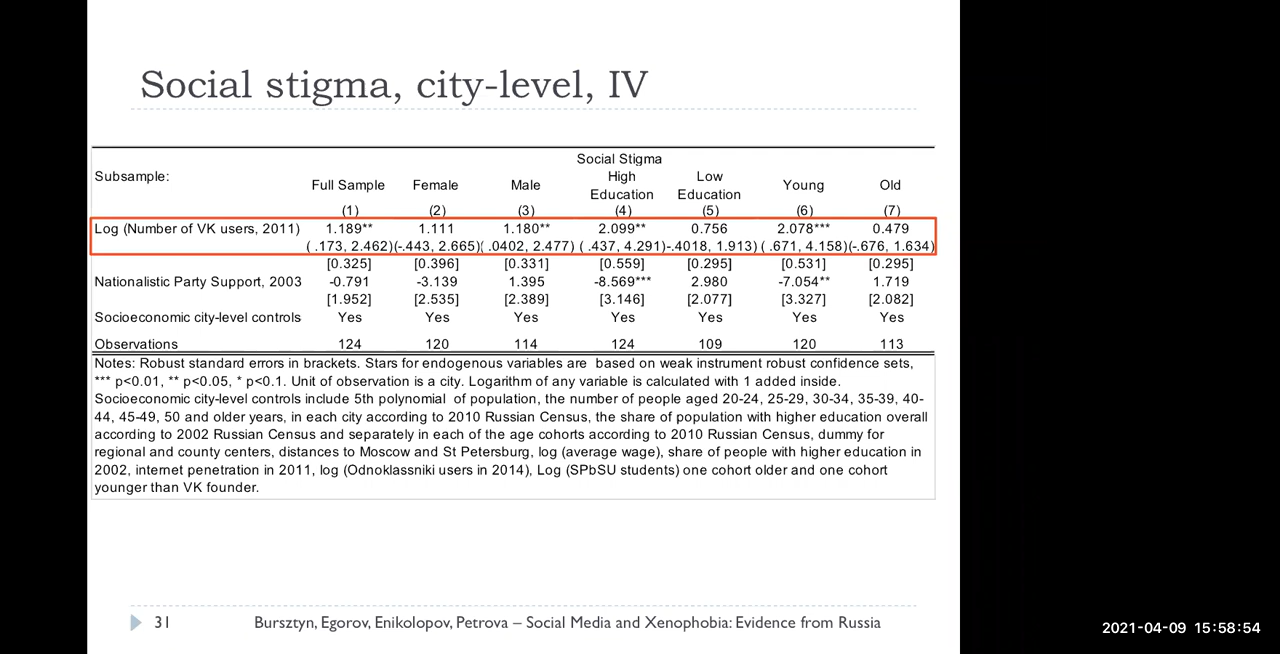 Social stigma, city-level, IV
Social Stigma
Subsample: Full Sample Female Male High Education Low Education Young Old
(1) (2) (3) (4) (5) (6) (7)
Log (Number of VK users, 2011) 1.189** 1.111 1.180** 2.099** 0.756 2.078*** 0.479
( .173, 2.462)(-.443, 2.665)( .0402, 2.477) ( .437, 4.291)-.4018, 1.913) ( .671, 4.158)(-.676, 1.634)
[0.325] [0.396] [0.331] [0.559] [0.295] [0.531] [0.295]
Nationalistic Party Support, 2003 -0.791 -3.139 1.395 -8.569*** 2.980 -7.054** 1.719
[1.952] [2.535] [2.389] [3.146] [2.077] [3.327] [2.082]
Socioeconomic city-level controls Yes Yes Yes Yes Yes Yes Yes
Observations 124 120 114 124 109 120 113
Notes: Robust standard errors in brackets. Stars for endogenous variables are based on weak instrument robust confidence sets,
*** p<0.01, ** p<0.05, * p<0.1. Unit of observation is a city. Logarithm of any variable is calculated with 1 added inside.
Socioeconomic city-level controls include 5th polynomial of population, the number of people aged 20-24, 25-29, 30-34, 35-39, 40-
44, 45-49, 50 and older years, in each city according to 2010 Russian Census, the share of population with higher education overall
according to 2002 Russian Census and separately in each of the age cohorts according to 2010 Russian Census, dummy for
regional and county centers, distances to Moscow and St Petersburg, log (average wage), share of people with higher education in
2002, internet penetration in 2011, log (Odnoklassniki users in 2014), Log (SPbSU students) one cohort older and one cohort
younger than VK founder.
31 Bursztyn, Egorov, Enikolopov, Petrova – Social Media and Xenophobia: Evidence from Russia
2021-04-09 15:58:54